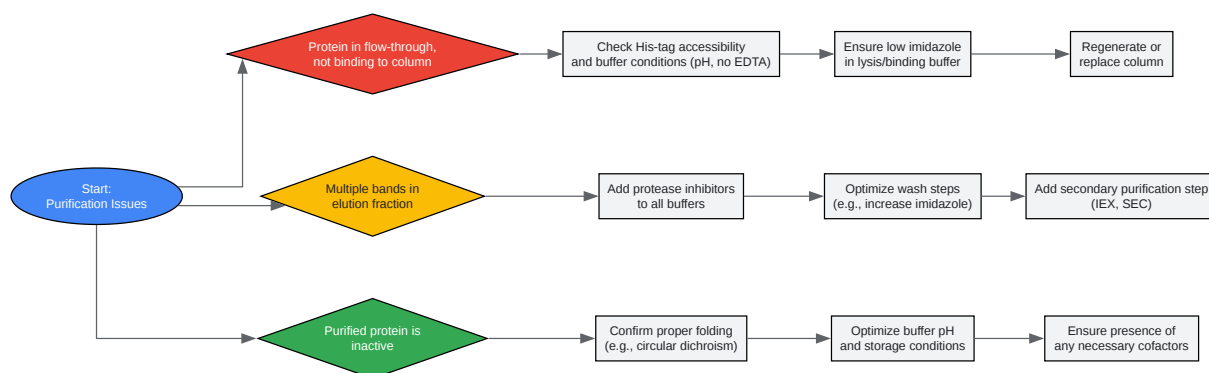 Protein in flow-through,
not binding to column
Check His-tag accessibility
and buffer conditions (pH, no EDTA)
Ensure low imidazole
in lysis/binding buffer
Regenerate or
replace column
Start:
Purification Issues
Multiple bands in
elution fraction
Add protease inhibitors
to all buffers
Optimize wash steps
(e.g., increase imidazole)
Add secondary purification step
(IEX, SEC)
Purified protein is
inactive
Confirm proper folding
(e.g., circular dichroism)
Optimize buffer pH
and storage conditions
Ensure presence of
any necessary cofactors